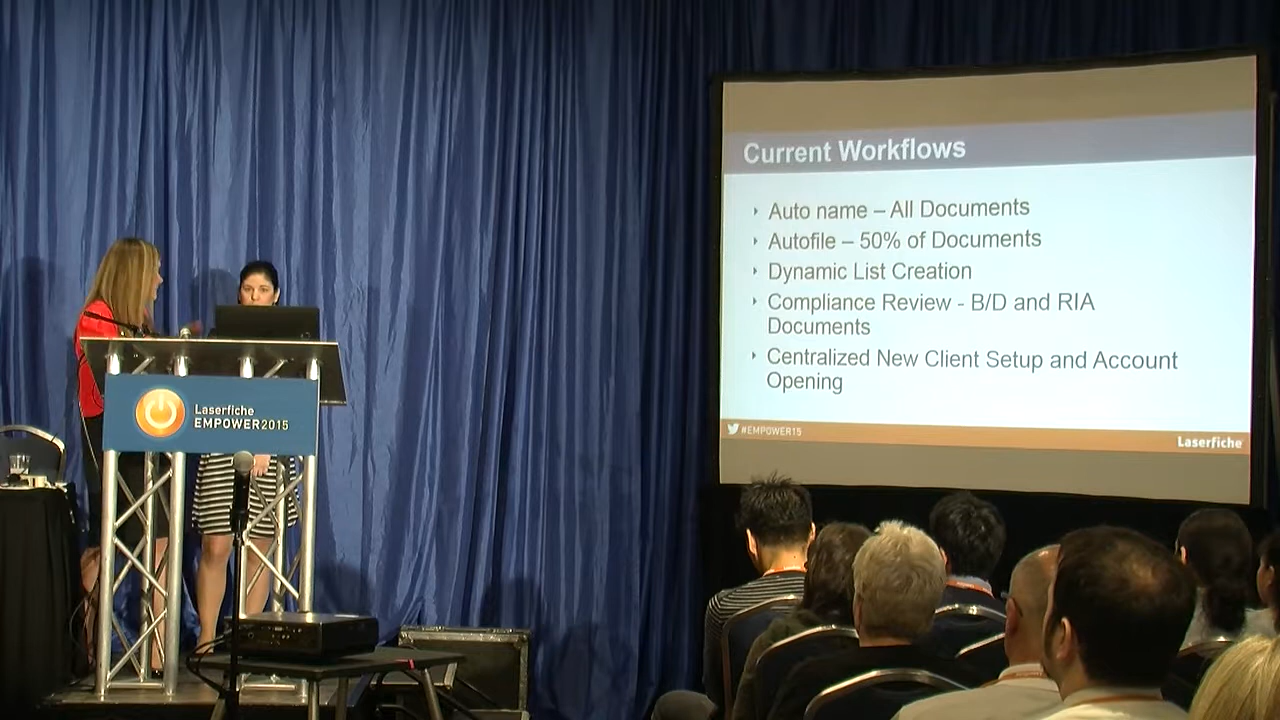 Current Workflows
Auto name – All Documents
Autofile – 50% of Documents
Dynamic List Creation
Compliance Review - B/D and RIA
Documents
Centralized New Client Setup and Account
Opening
#EMPOWER15
Laserfiche
Laserfiche
EMPOWER2015